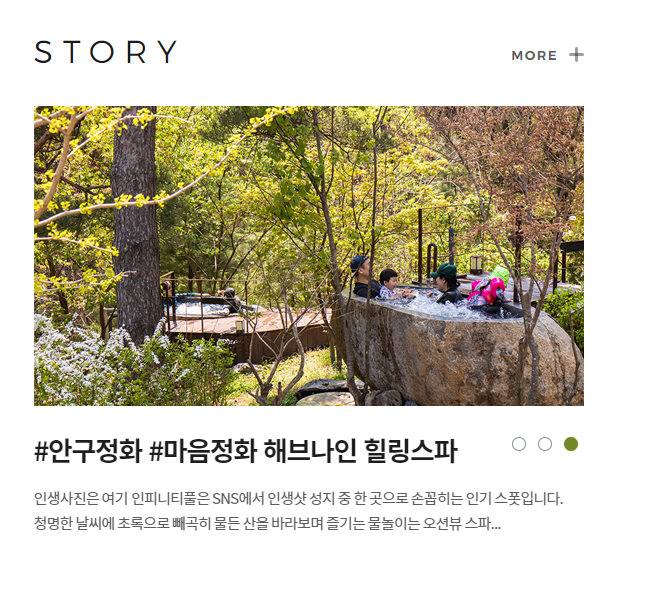 STORY
MORE
#안구정화 #마음정화 해브나인 힐링스파
인생사진은 여기 인피니티풀은 SNS에서 인생샷 성지 중 한 곳으로 손꼽히는 인기 스폿입니다.
청명한 날씨에 초록으로 빼곡히 물든 산을 바라보며 즐기는 물놀이는 오션뷰 스파...